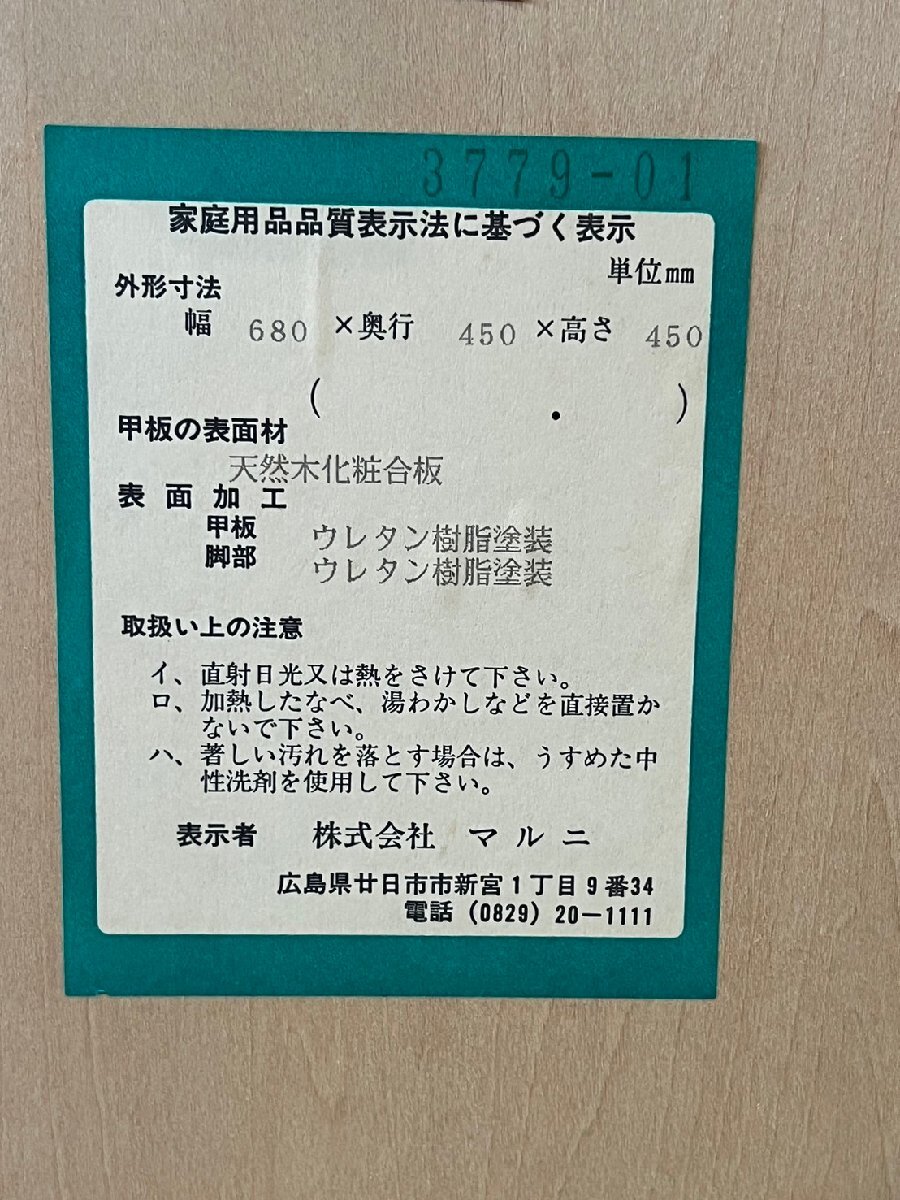 3779-01
家庭用品品質表示法に基づく表示
単位mm
外形寸法
幅 680 ×奥行 450 ×高さ 450
( . )
甲板の表面材
天然木化粧合板
表面加工
甲板 ウレタン樹脂塗装
脚部 ウレタン樹脂塗装
取扱い上の注意
イ、直射日光又は熱をさけて下さい。
ロ、加熱したなべ、湯わかしなどを直接置か
ないで下さい。
ハ、著しい汚れを落とす場合は、うすめた中
性洗剤を使用して下さい。
表示者 株式会社 マルニ
広島県廿日市市新宮1丁目9番34
電話 (0829) 20-1111